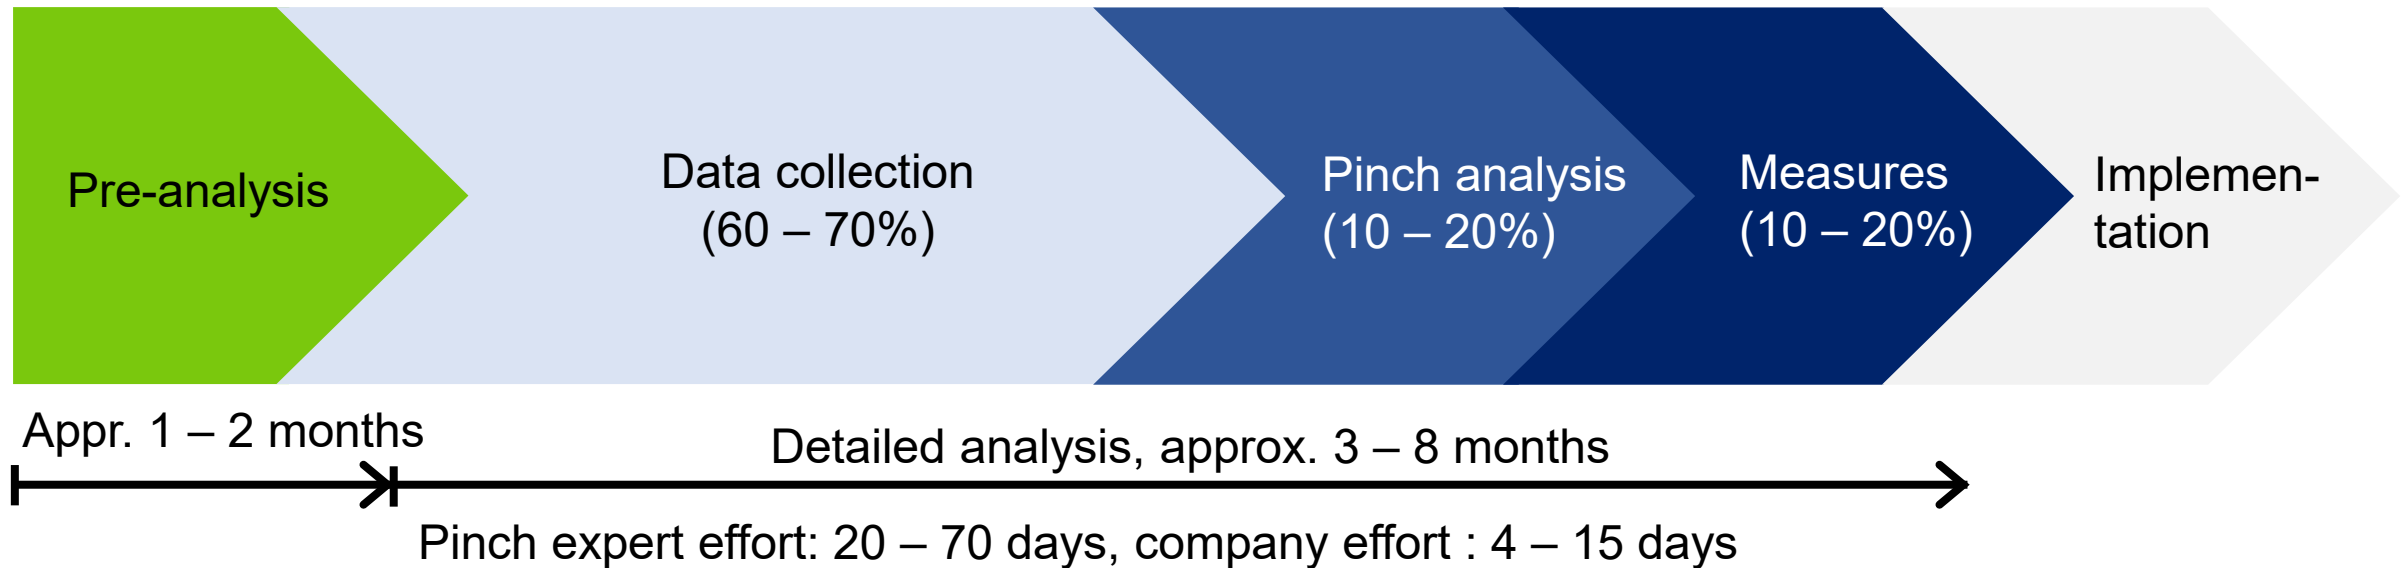 Pre-analysis
Data collection
(60 – 70%)
Pinch analysis
(10 – 20%)
Measures
(10 – 20%)
Implemen-
tation
Appr. 1 – 2 months
Detailed analysis, approx. 3 – 8 months
Pinch expert effort: 20 – 70 days, company effort : 4 – 15 days